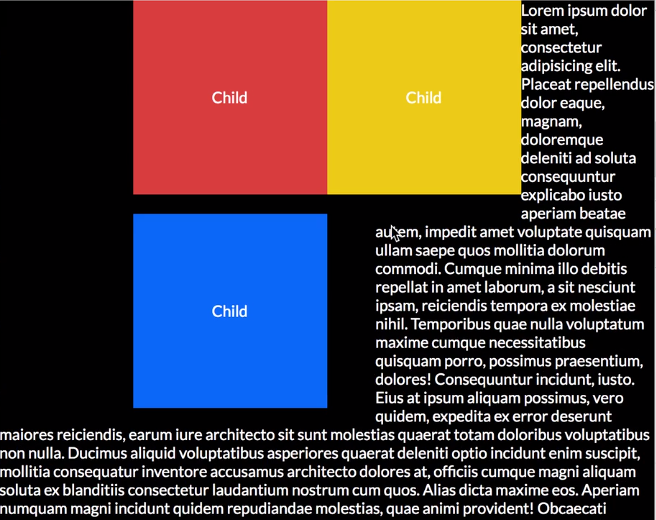 Child
Child
Child
Lorem ipsum dolor
sit amet,
consectetur
adipisicing elit.
Placeat repellendus
dolor eaque,
magnam,
doloremque
deleniti ad soluta
consequuntur
explicabo iusto
aperiam beatae
autem, impedit amet voluptate quisquam
ullam saepe quos mollitia dolorum
commodi. Cumque minima illo debitis
repellat in amet laborum, a sit nesciunt
ipsam, reiciendis tempora ex molestiae
nihil. Temporibus quae nulla voluptatum
maxime cumque necessitatibus
quisquam porro, possimus praesentium,
dolores! Consequuntur incidunt, iusto.
Eius at ipsum aliquam possimus, vero
quidem, expedita ex error deserunt
maiores reiciendis, earum iure architecto sit sunt molestias quaerat totam doloribus voluptatibus
non nulla. Ducimus aliquid voluptatibus asperiores quaerat deleniti optio incidunt enim suscipit,
mollitia consequatur inventore accusamus architecto dolores at, officiis cumque magni aliquam
soluta ex blanditiis consectetur laudantium nostrum cum quos. Alias dicta maxime eos. Aperiam
numquam magni incidunt quidem repudiandae molestias, quae animi provident! Obcaecati